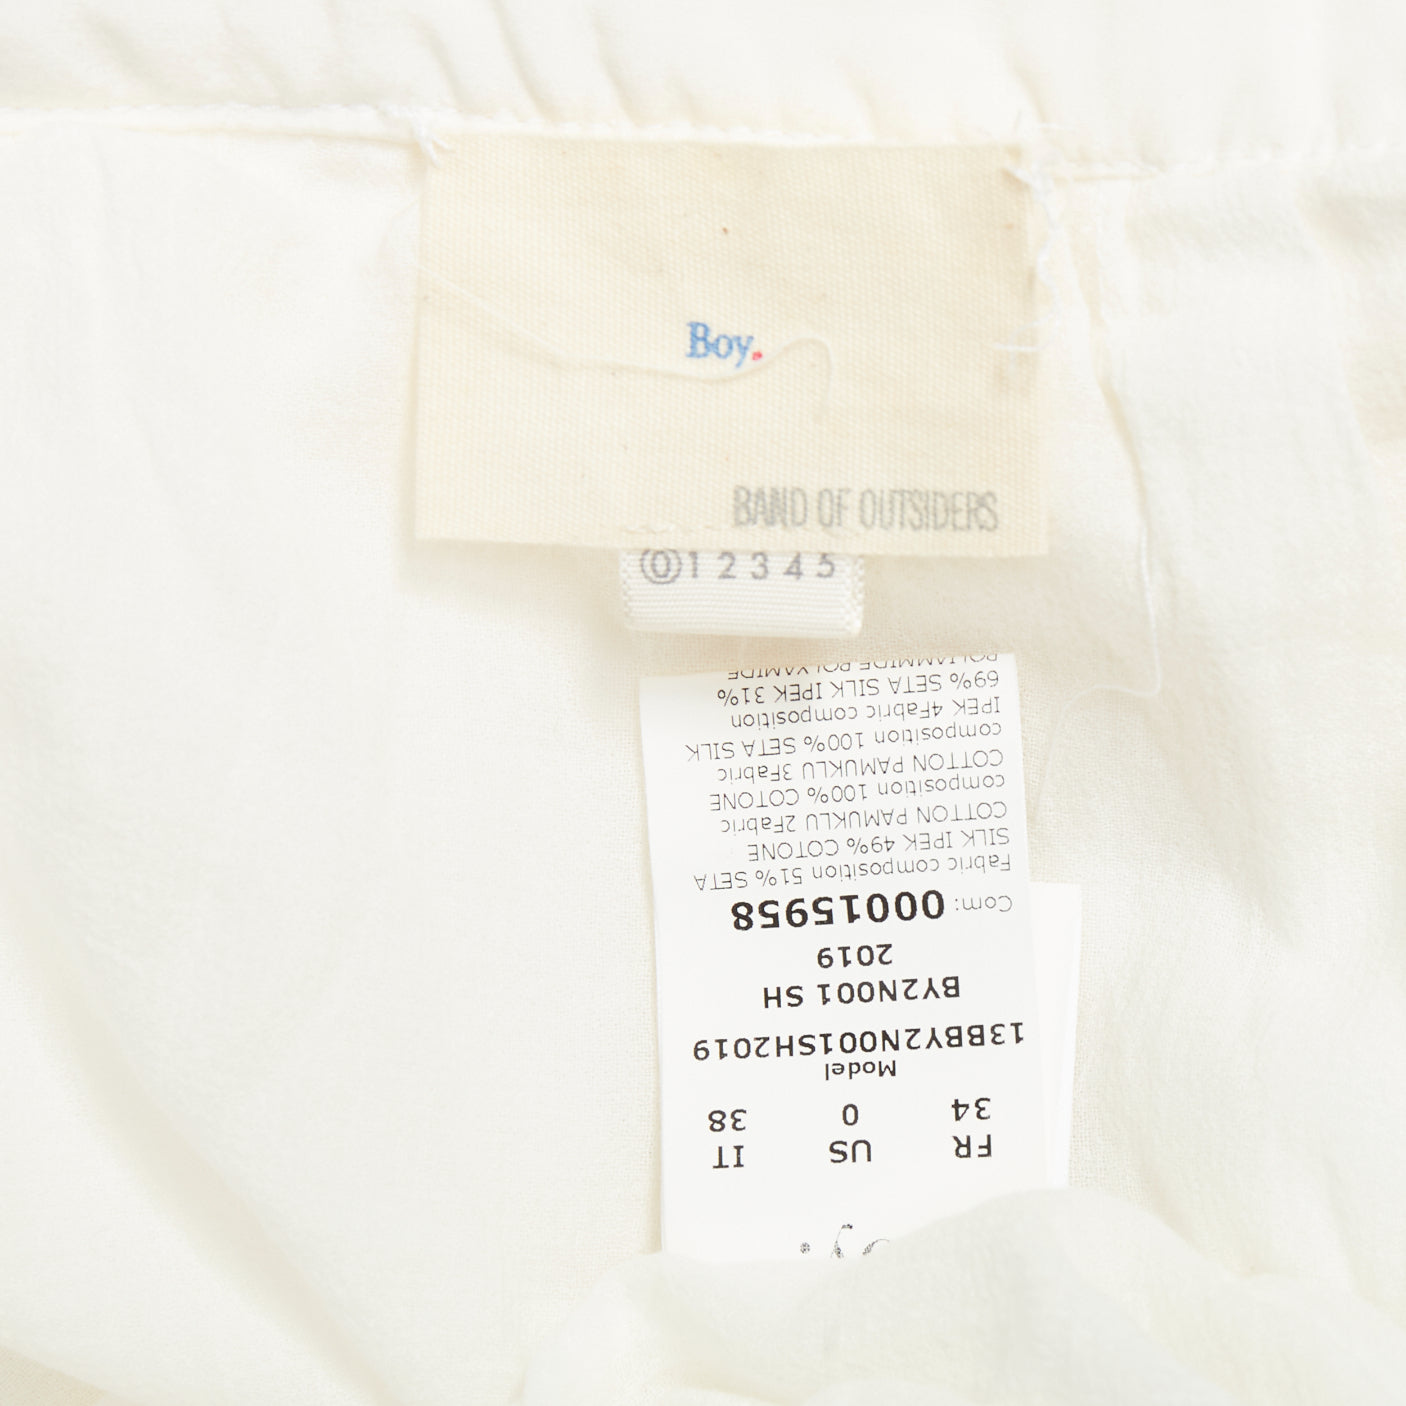 Boy.
BAND OF OUTSIDERS
0 1 2 3 4 5
FR US IT
34 0 38
Model
13BBY2N001SH2019
BY2N001 SH
2019
Com: 00015958
Fabric composition 51% SETA
SILK IPEK 49% COTONE
COTTON PAMUKLU 2Fabric
composition 100% COTONE
COTTON PAMUKLU 3Fabric
composition 100% SETA SILK
IPEK 4Fabric composition
69% SETA SILK IPEK 31%
POLIAMMIDE POLYAMIDE